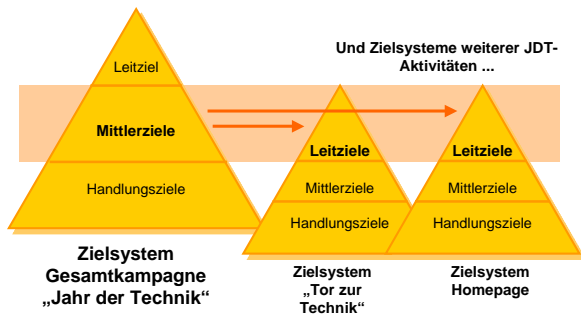 Und Zielsysteme weiterer JDT-
Aktivitäten ...
Leitziel
Mittlerziele
Handlungsziele
Leitziele
Mittlerziele
Handlungsziele
Leitziele
Mittlerziele
Handlungsziele
Zielsystem
Gesamtkampagne
„Jahr der Technik“
Zielsystem
„Tor zur
Technik“
Zielsystem
Homepage